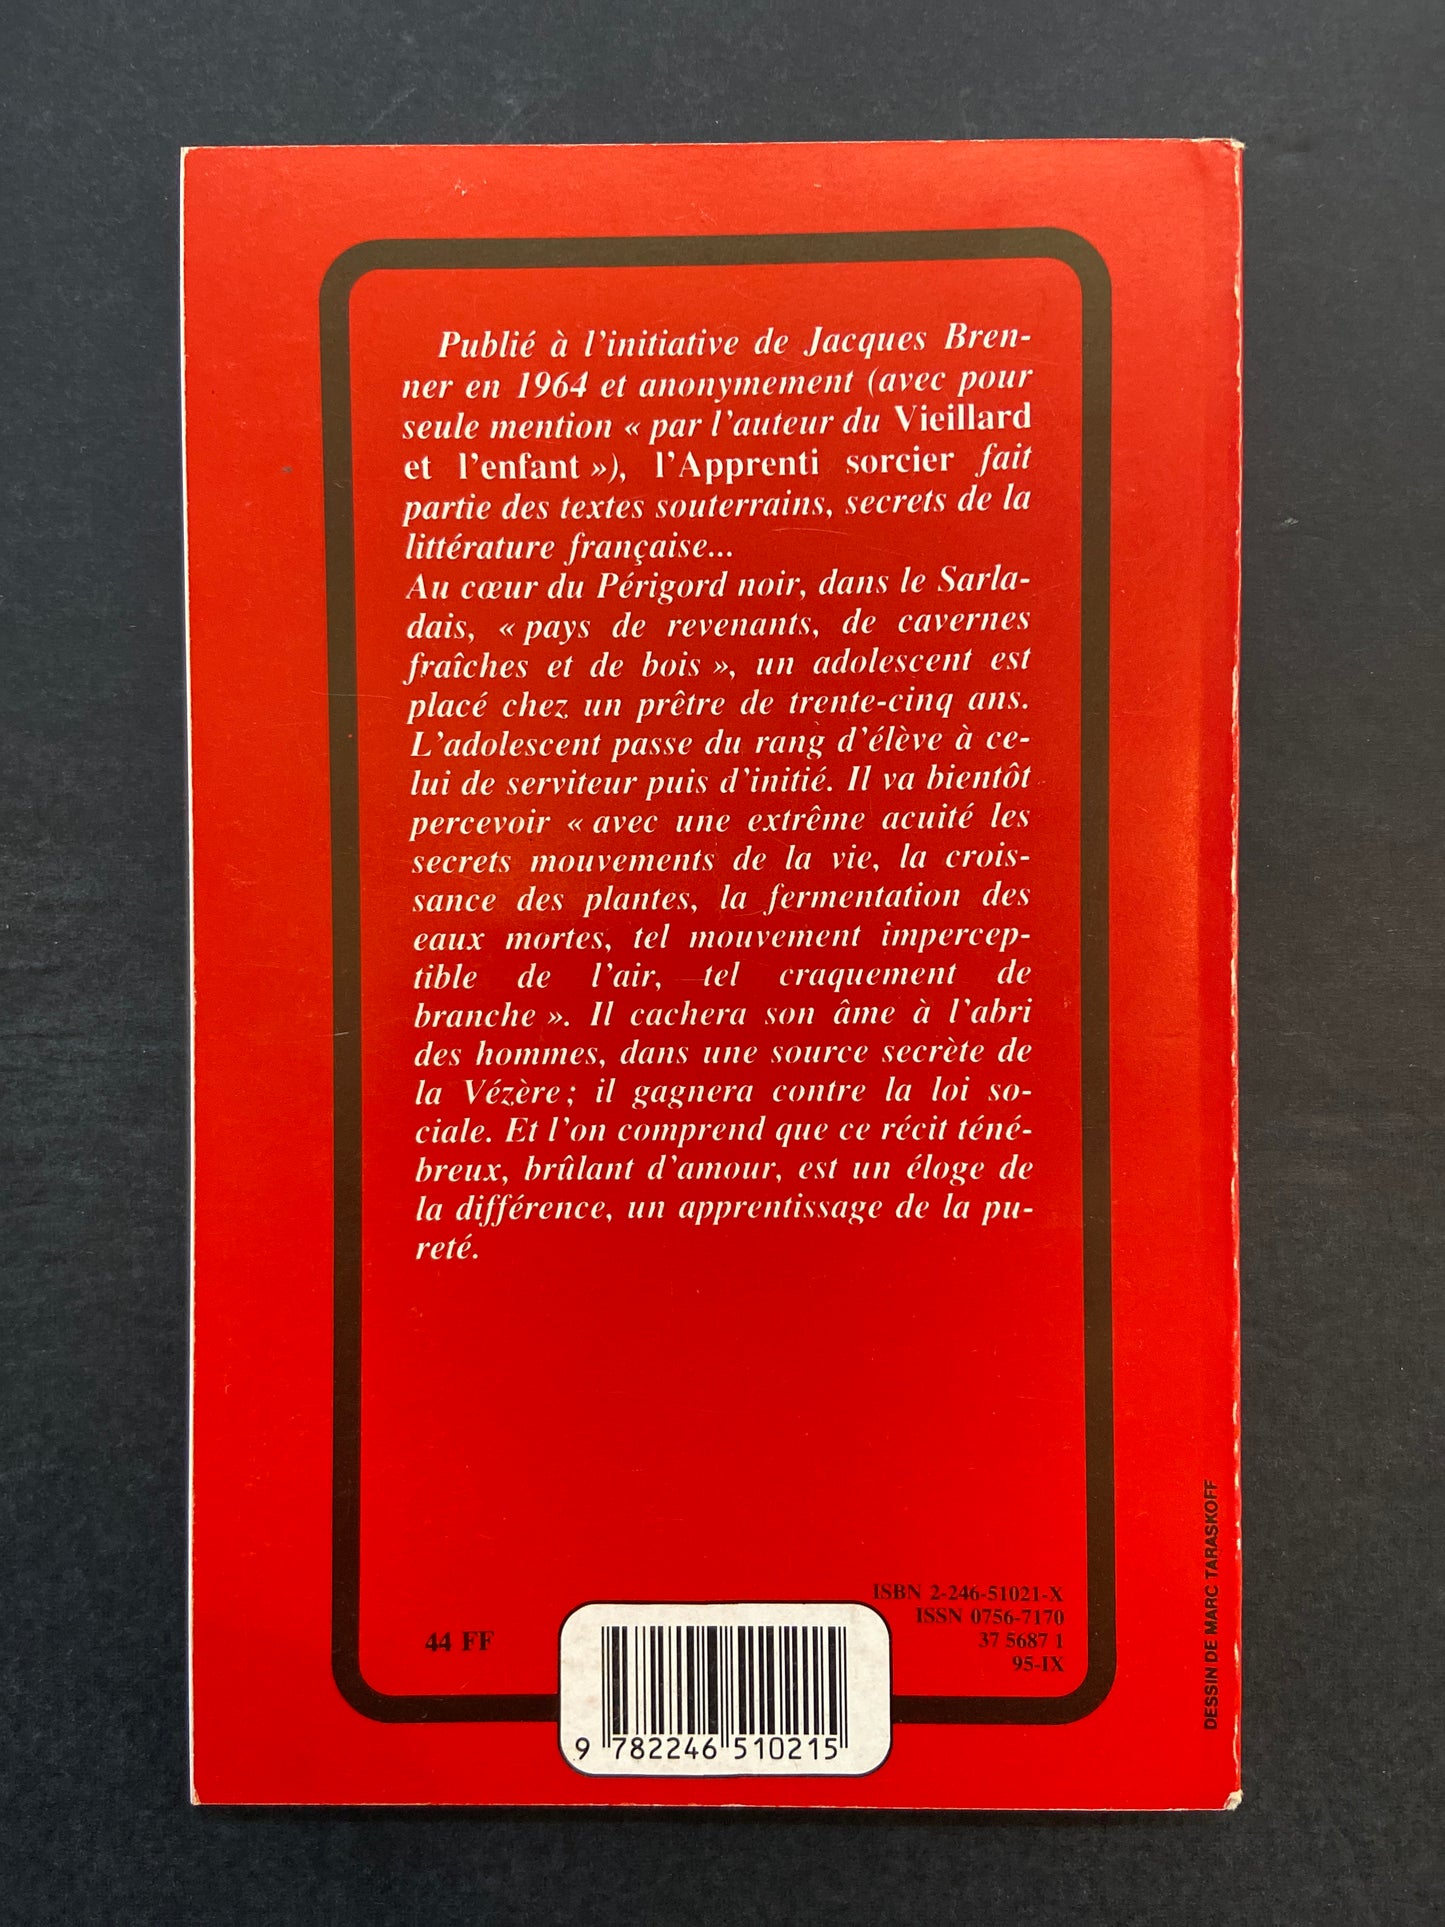 Publié à l'initiative de Jacques Bren-
ner en 1964 et anonymement (avec pour
seule mention « par l'auteur du Vieillard
et l'enfant »), l'Apprenti sorcier fait
partie des textes souterrains, secrets de la
littérature française...
Au cœur du Périgord noir, dans le Sarla-
dais, « pays de revenants, de cavernes
fraîches et de bois », un adolescent est
placé chez un prêtre de trente-cinq ans.
L'adolescent passe du rang d'élève à ce-
lui de serviteur puis d'initié. Il va bientôt
percevoir « avec une extrême acuité les
secrets mouvements de la vie, la crois-
sance des plantes, la fermentation des
eaux mortes, tel mouvement impercep-
tible de l'air, tel craquement de
branche ». Il cachera son âme à l'abri
des hommes, dans une source secrète de
la Vézère ; il gagnera contre la loi so-
ciale. Et l'on comprend que ce récit téné-
breux, brûlant d'amour, est un éloge de
la différence, un apprentissage de la pu-
reté.
ISBN 2-246-51021-X
ISSN 0756-7170
37 5687 1
95-IX
44 FF
9 782246 510215
DESSIN DE MARC TARASKOFF